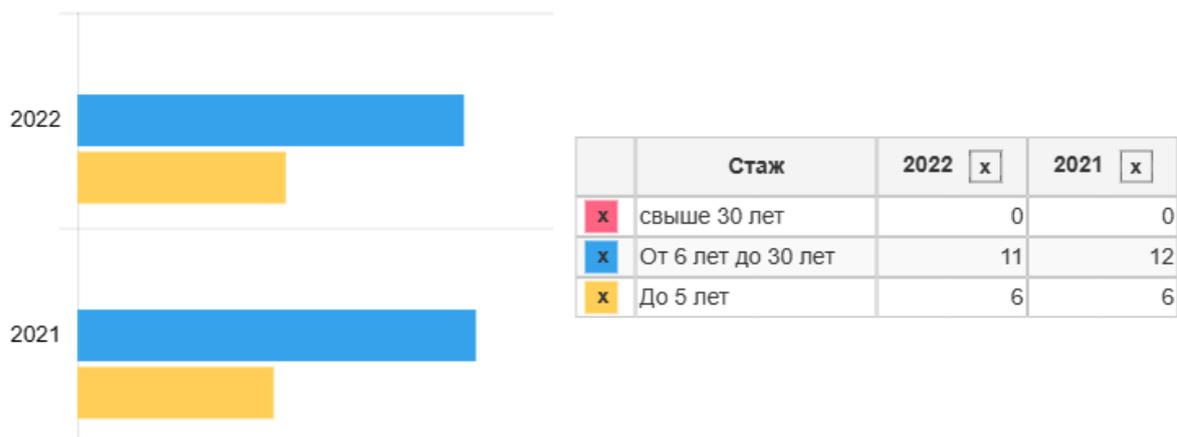 2022
2021
Стаж 2022 x 2021 x
x свыше 30 лет 0 0
x От 6 лет до 30 лет 11 12
x До 5 лет 6 6